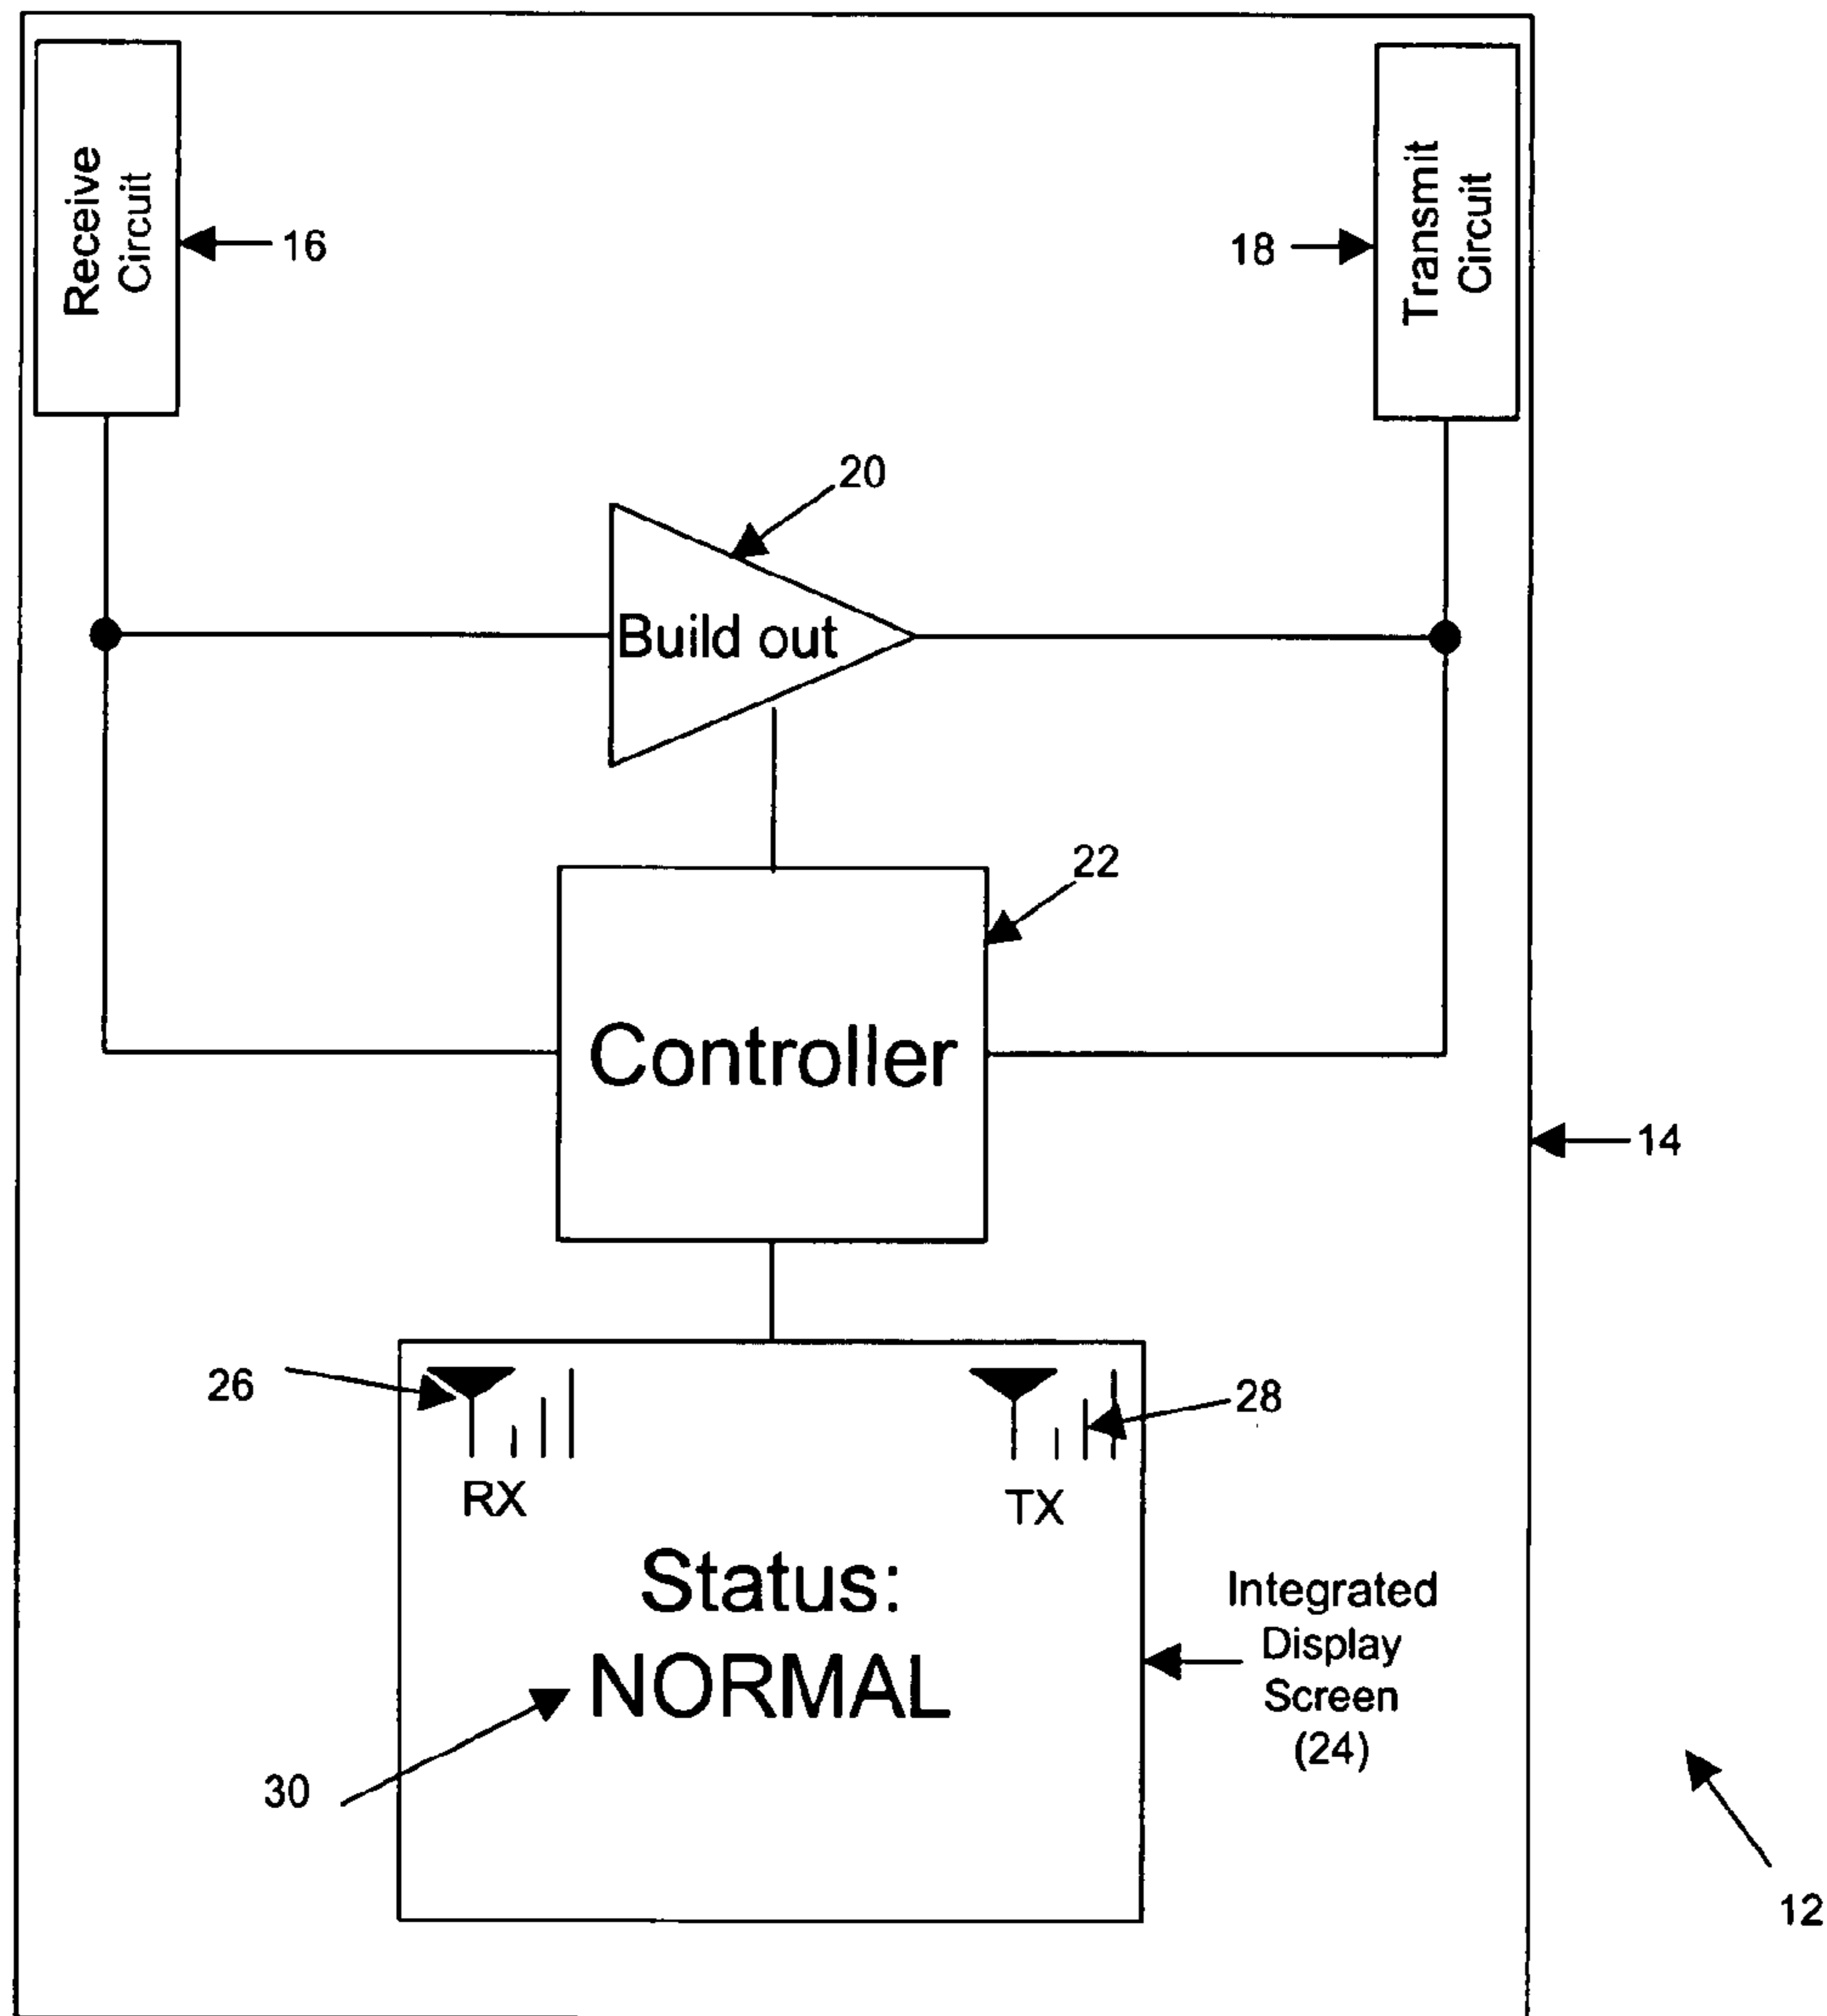 Receive
Circuit
16
18
Transmit
Circuit
20
Build out
22
Controller
14
26
28
RX
TX
Status:
NORMAL
30
Integrated
Display
Screen
(24)
12